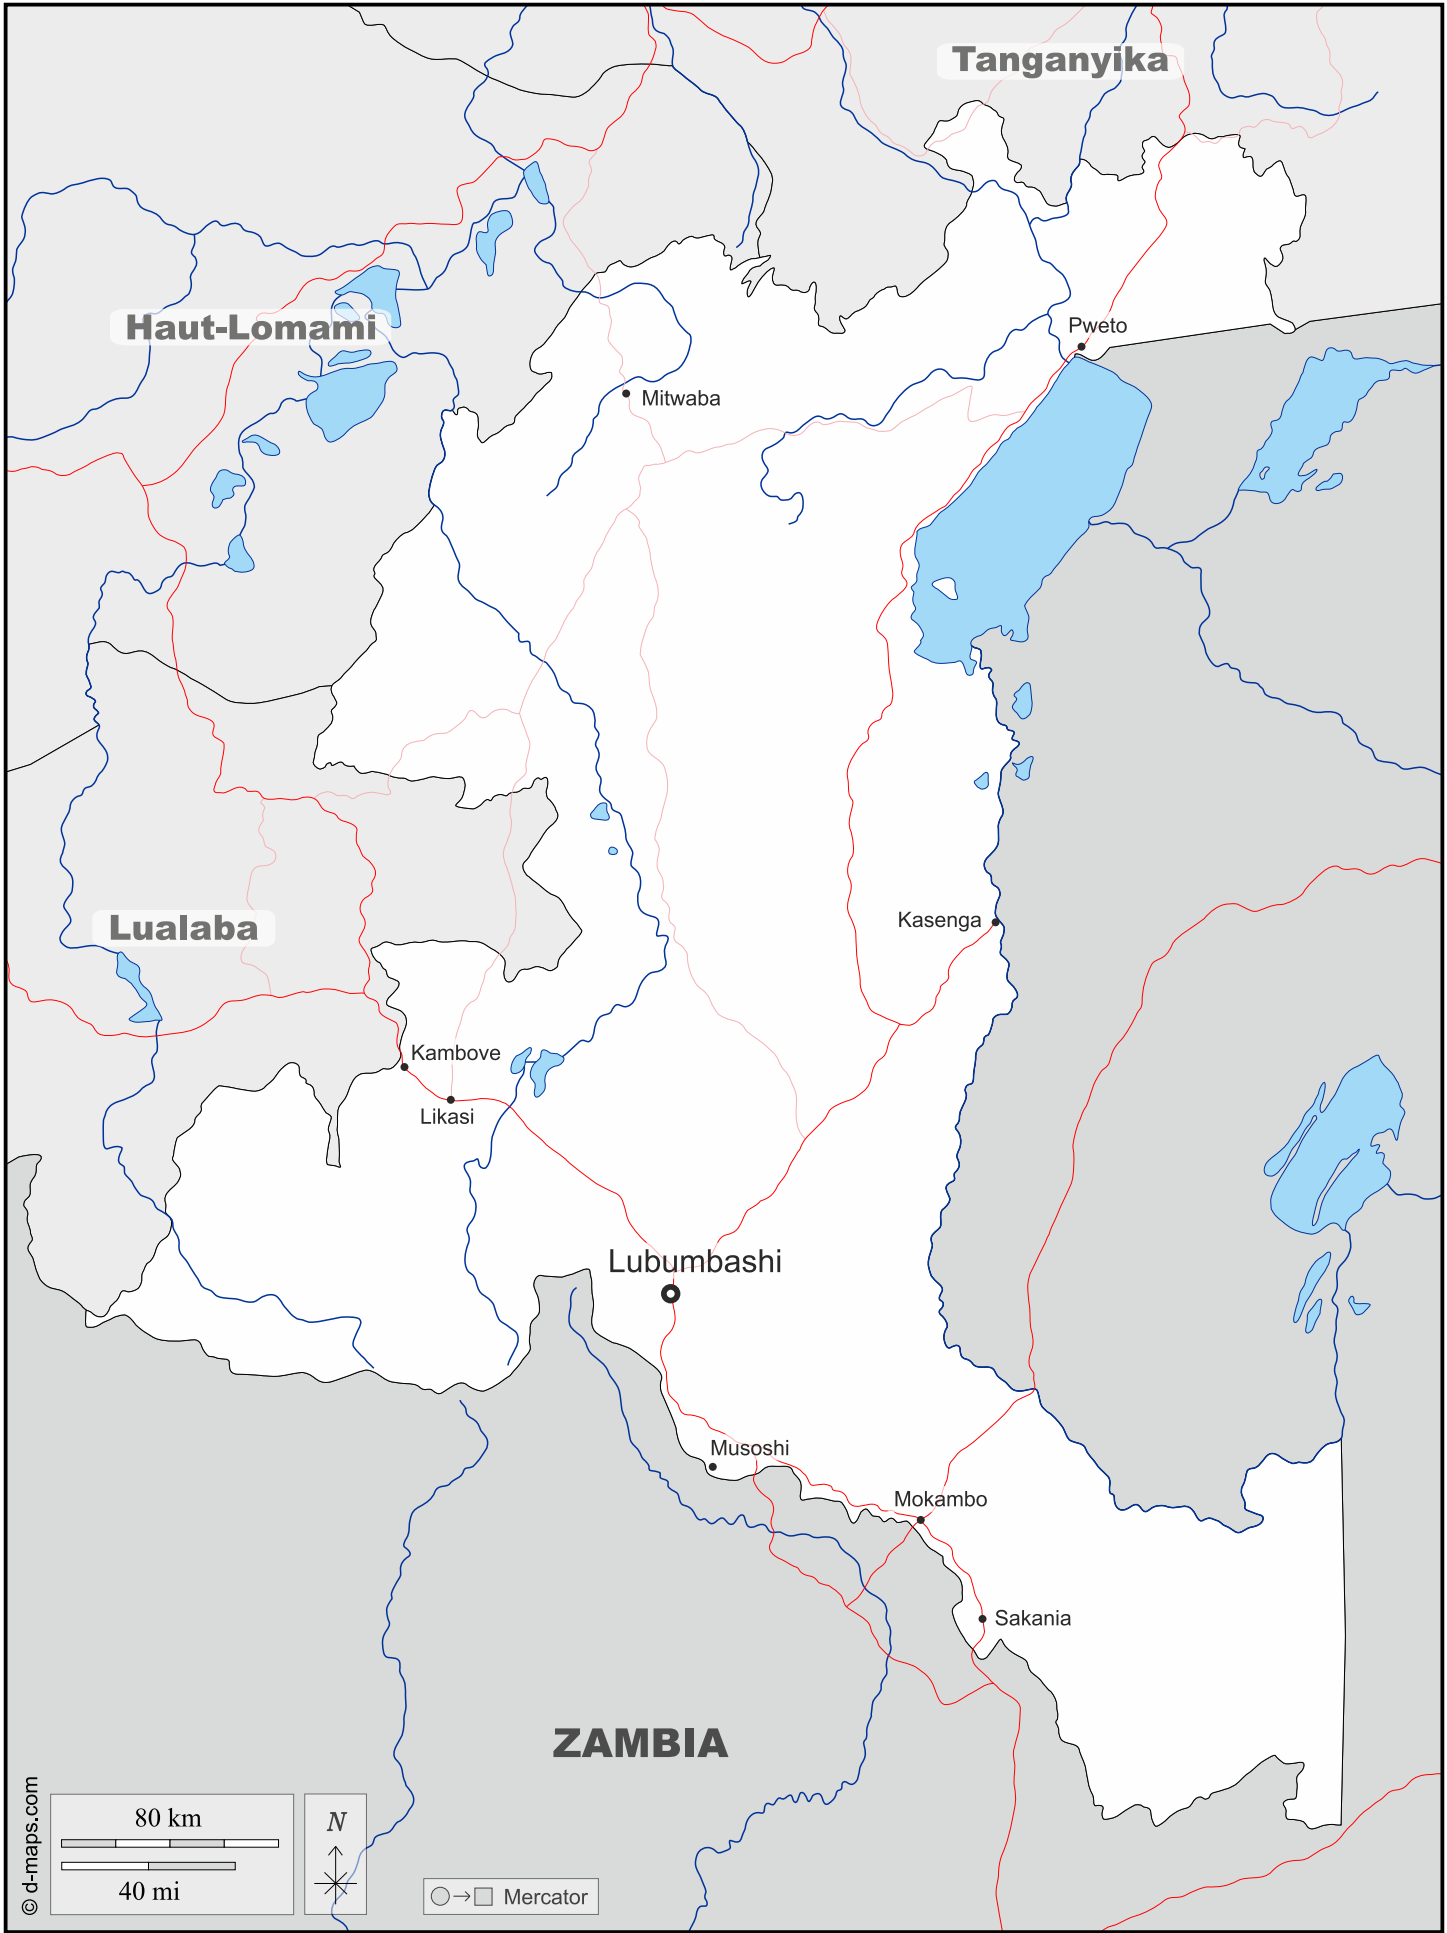 Tanganyika
Haut-Lomami
Pweto
Mitwaba
Kasenga
Lualaba
Kambove
Likasi
Lubumbashi
Musoshi
Mokambo
Sakania
ZAMBIA
© d-maps.com
80 km
40 mi
N
Mercator